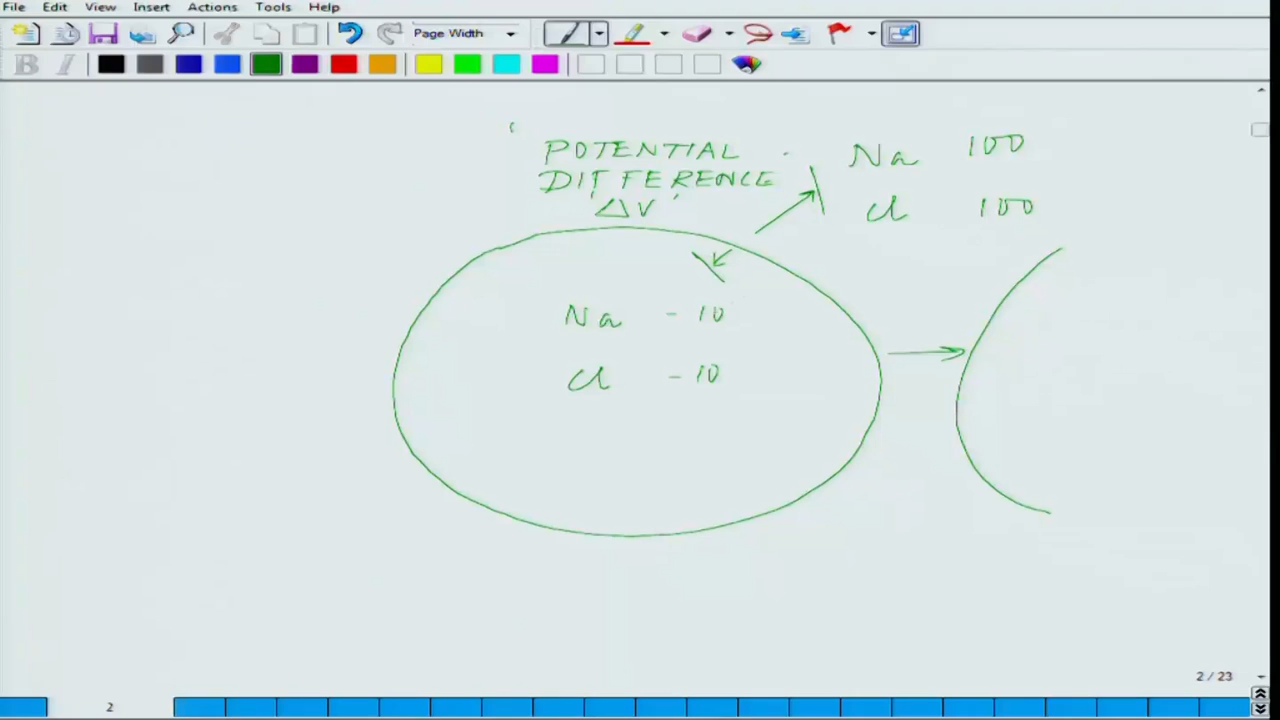 File Edit View Insert Actions Tools Help
Page Width
B I
POTENTIAL
DIFFERENCE
ΔV
Na 100
Cl 100
Na - 10
Cl - 10
2 / 23
2